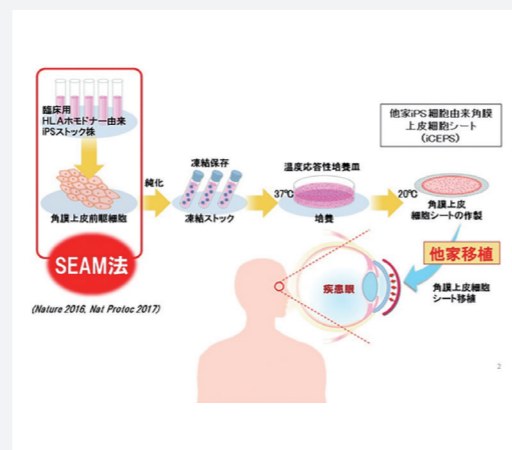 臨床用
HLAホモドナー由来
iPSストック株
角膜上皮前駆細胞
SEAM法
(Nature 2016, Nat Protoc 2017)
純化
凍結保存
凍結ストック
温度応答性培養皿
37℃
培養
20℃
他家iPS細胞由来角膜
上皮細胞シート
(iCEPS)
角膜上皮
細胞シートの作製
他家移植
角膜上皮細胞
シート移植
疾患眼
2